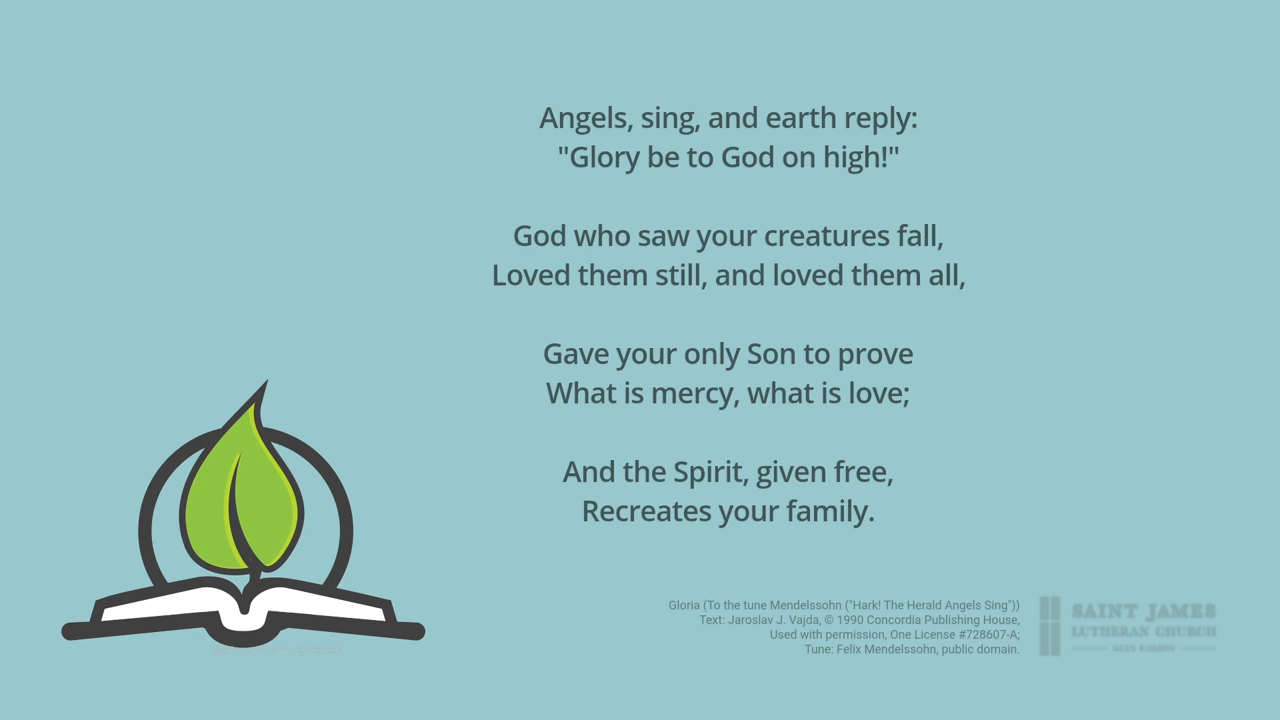 Angels, sing, and earth reply:
"Glory be to God on high!"
God who saw your creatures fall,
Loved them still, and loved them all,
Gave your only Son to prove
What is mercy, what is love;
And the Spirit, given free,
Recreates your family.
Gloria (To the tune Mendelssohn ("Hark! The Herald Angels Sing"))
Text: Jaroslav J. Vajda, © 1990 Concordia Publishing House,
Used with permission, One License #728607-A;
Tune: Felix Mendelssohn, public domain.
SAINT JAMES
LUTHERAN CHURCH